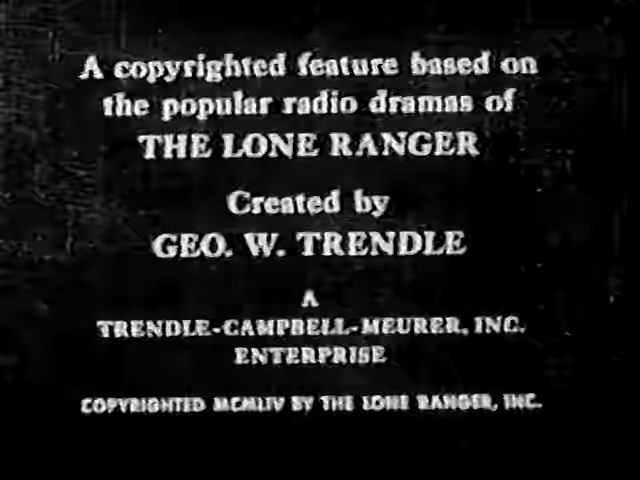 A copyrighted feature based on
the popular radio dramas of
THE LONE RANGER
Created by
GEO. W. TRENDLE
A
TRENDLE-CAMPBELL-MEURER, INC.
ENTERPRISE
COPYRIGHTED MCMLIV BY THE LONE RANGER, INC.